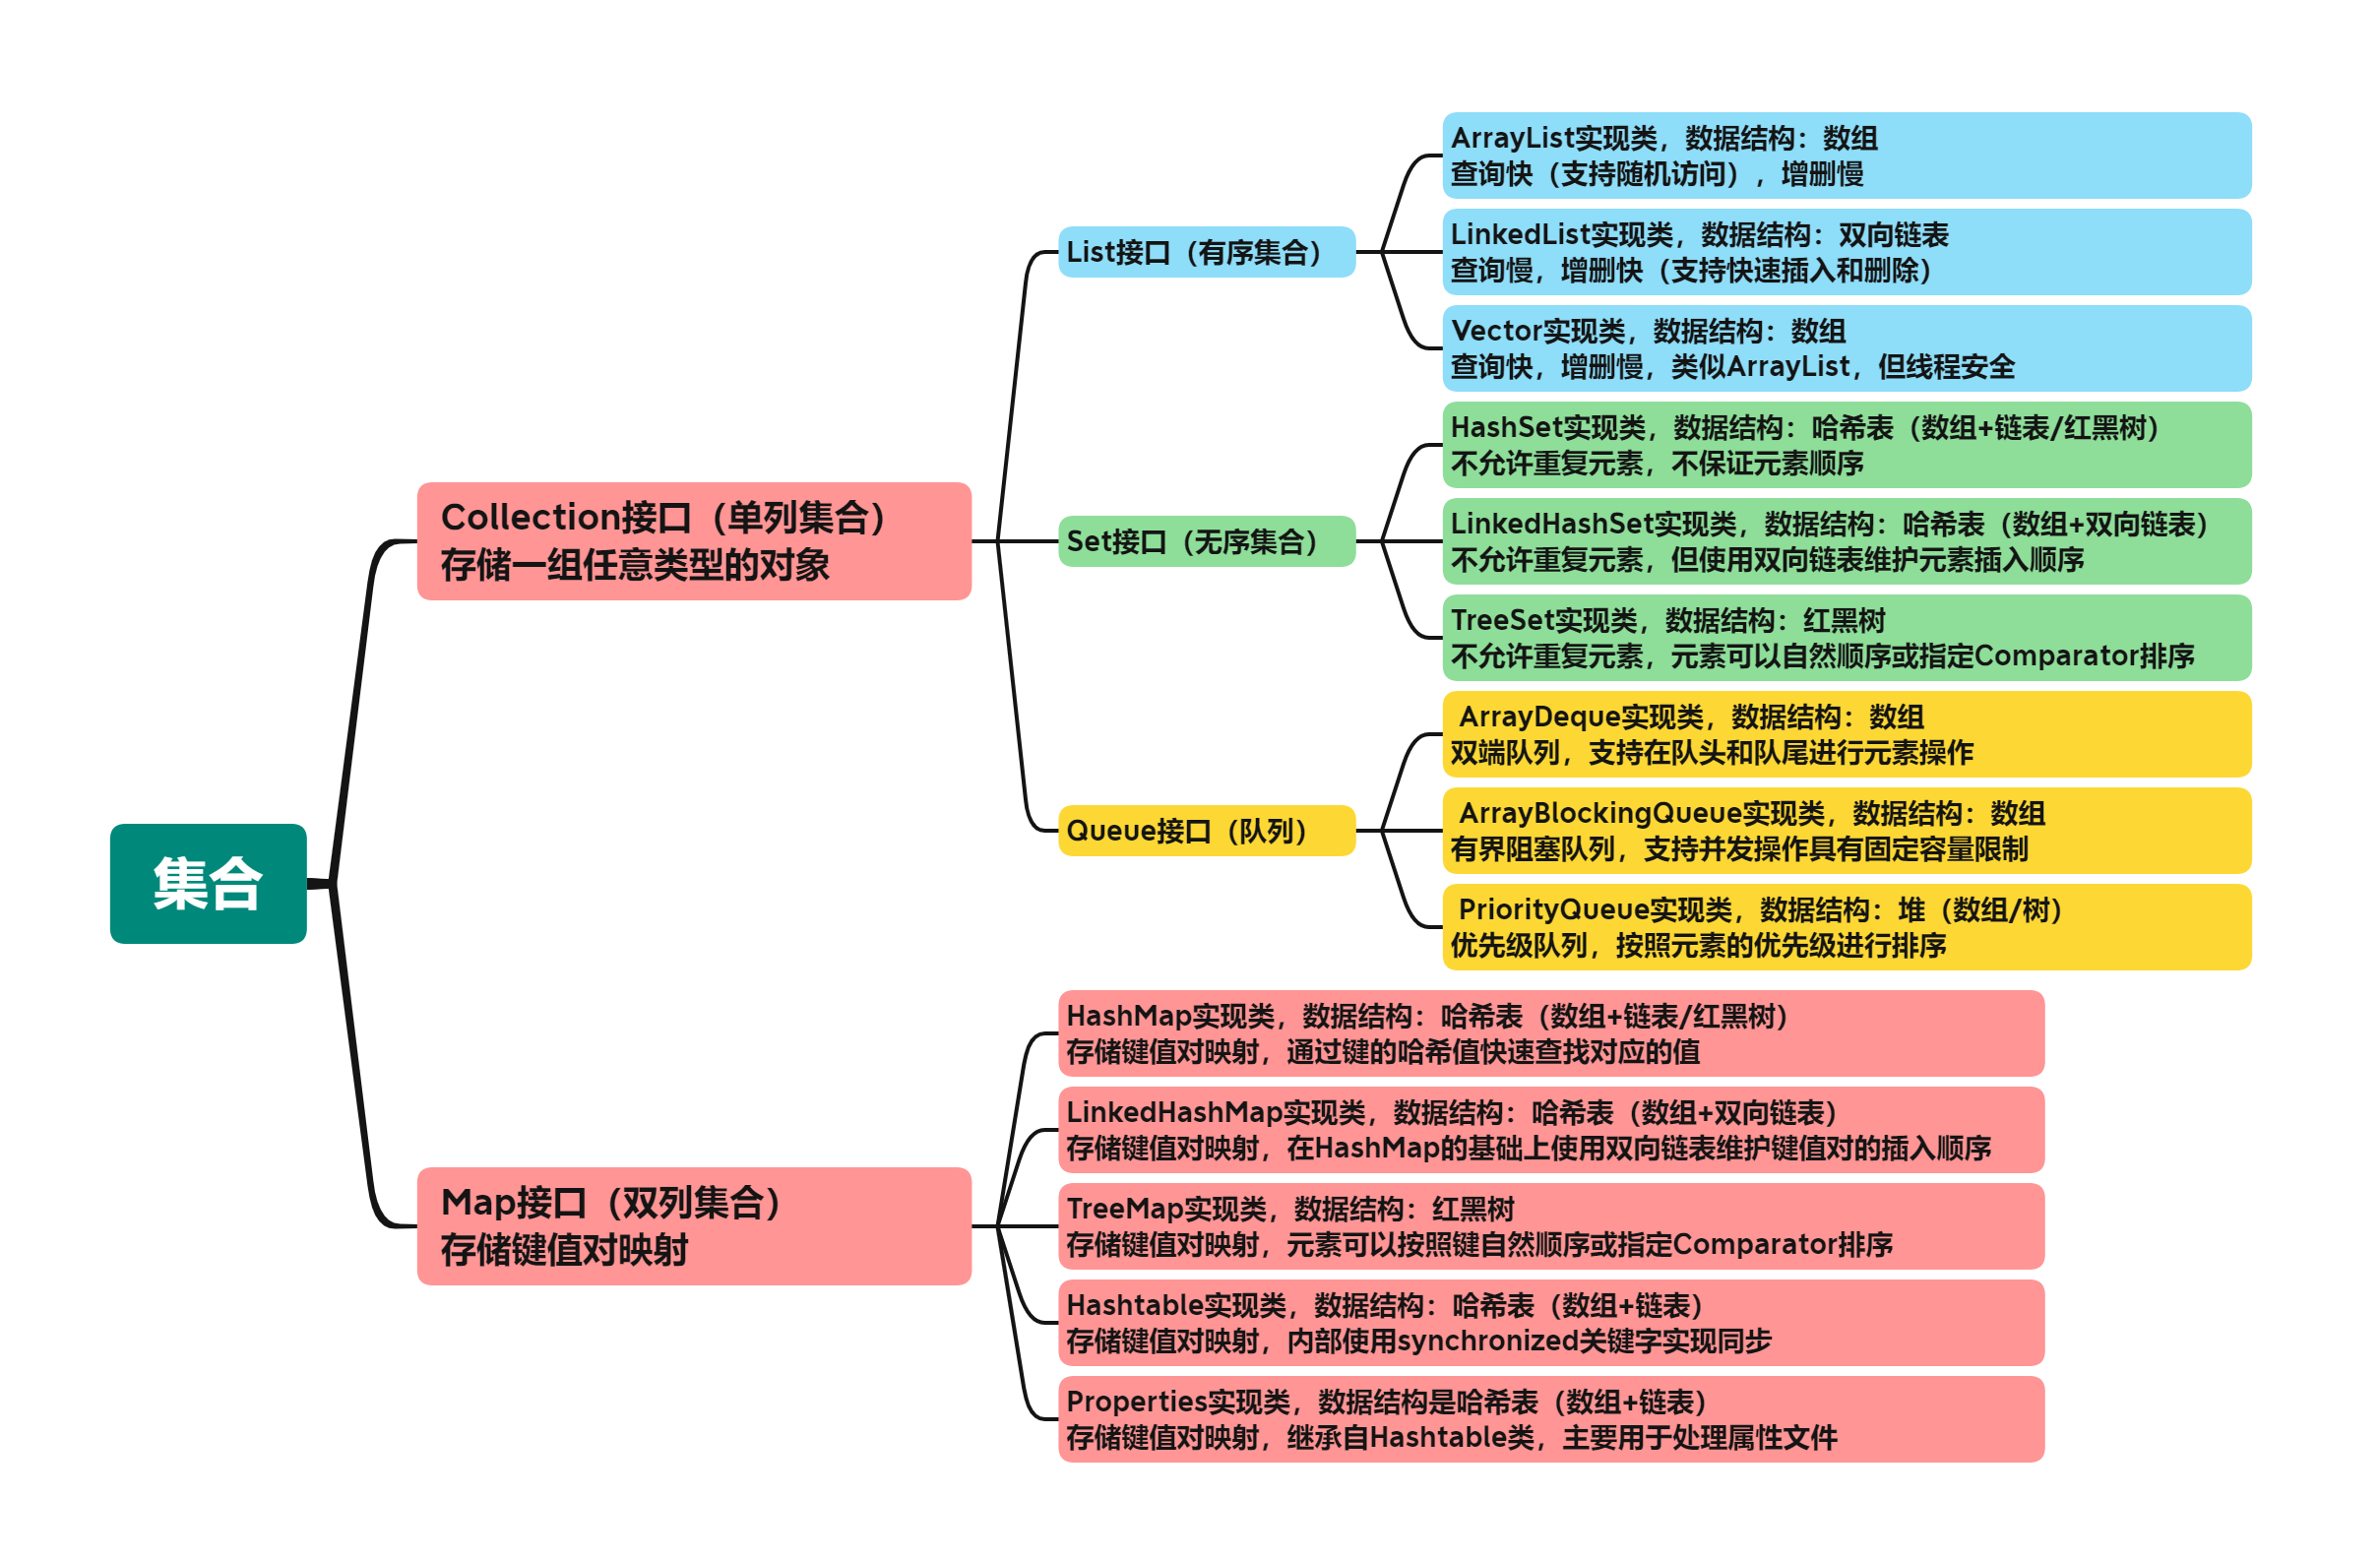 集合
Collection接口（单列集合）
存储一组任意类型的对象
List接口（有序集合）
ArrayList实现类，数据结构：数组
查询快（支持随机访问），增删慢
LinkedList实现类，数据结构：双向链表
查询慢，增删快（支持快速插入和删除）
Vector实现类，数据结构：数组
查询快，增删慢，类似ArrayList，但线程安全
Set接口（无序集合）
HashSet实现类，数据结构：哈希表（数组+链表/红黑树）
不允许重复元素，不保证元素顺序
LinkedHashSet实现类，数据结构：哈希表（数组+双向链表）
不允许重复元素，但使用双向链表维护元素插入顺序
TreeSet实现类，数据结构：红黑树
不允许重复元素，元素可以自然顺序或指定Comparator排序
Queue接口（队列）
ArrayDeque实现类，数据结构：数组
双端队列，支持在队头和队尾进行元素操作
ArrayBlockingQueue实现类，数据结构：数组
有界阻塞队列，支持并发操作具有固定容量限制
PriorityQueue实现类，数据结构：堆（数组/树）
优先级队列，按照元素的优先级进行排序
Map接口（双列集合）
存储键值对映射
HashMap实现类，数据结构：哈希表（数组+链表/红黑树）
存储键值对映射，通过键的哈希值快速查找对应的值
LinkedHashMap实现类，数据结构：哈希表（数组+双向链表）
存储键值对映射，在HashMap的基础上使用双向链表维护键值对的插入顺序
TreeMap实现类，数据结构：红黑树
存储键值对映射，元素可以按照键自然顺序或指定Comparator排序
Hashtable实现类，数据结构：哈希表（数组+链表）
存储键值对映射，内部使用synchronized关键字实现同步
Properties实现类，数据结构是哈希表（数组+链表）
存储键值对映射，继承自Hashtable类，主要用于处理属性文件